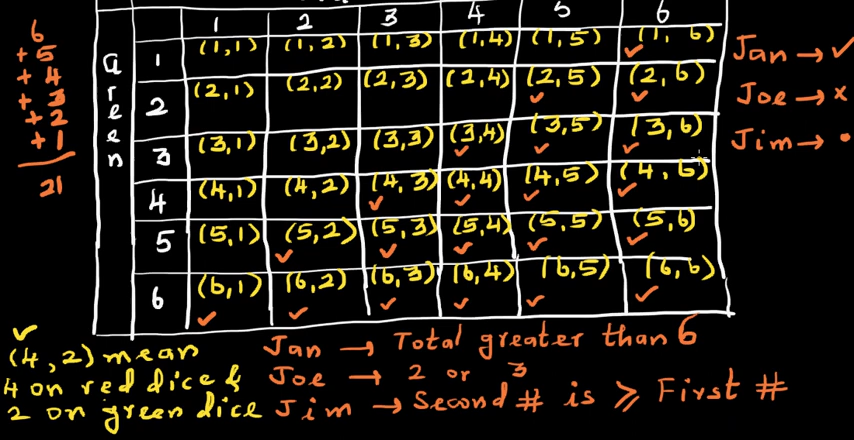 1 2 3 4 5 6
1 (1,1) (1,2) (1,3) (1,4) (1,5) (1,6)
2 (2,1) (2,2) (2,3) (2,4) (2,5) (2,6)
3 (3,1) (3,2) (3,3) (3,4) (3,5) (3,6)
4 (4,1) (4,2) (4,3) (4,4) (4,5) (4,6)
5 (5,1) (5,2) (5,3) (5,4) (5,5) (5,6)
6 (6,1) (6,2) (6,3) (6,4) (6,5) (6,6)
Green
6
+5
+4
+3
+2
+1
21
Jan → ✓
Joe → ×
Jim → •
✓
(4,2) mean
4 on red dice &
2 on green dice
Jan → Total greater than 6
Joe → 2 or 3
Jim → Second # is ≥ First #